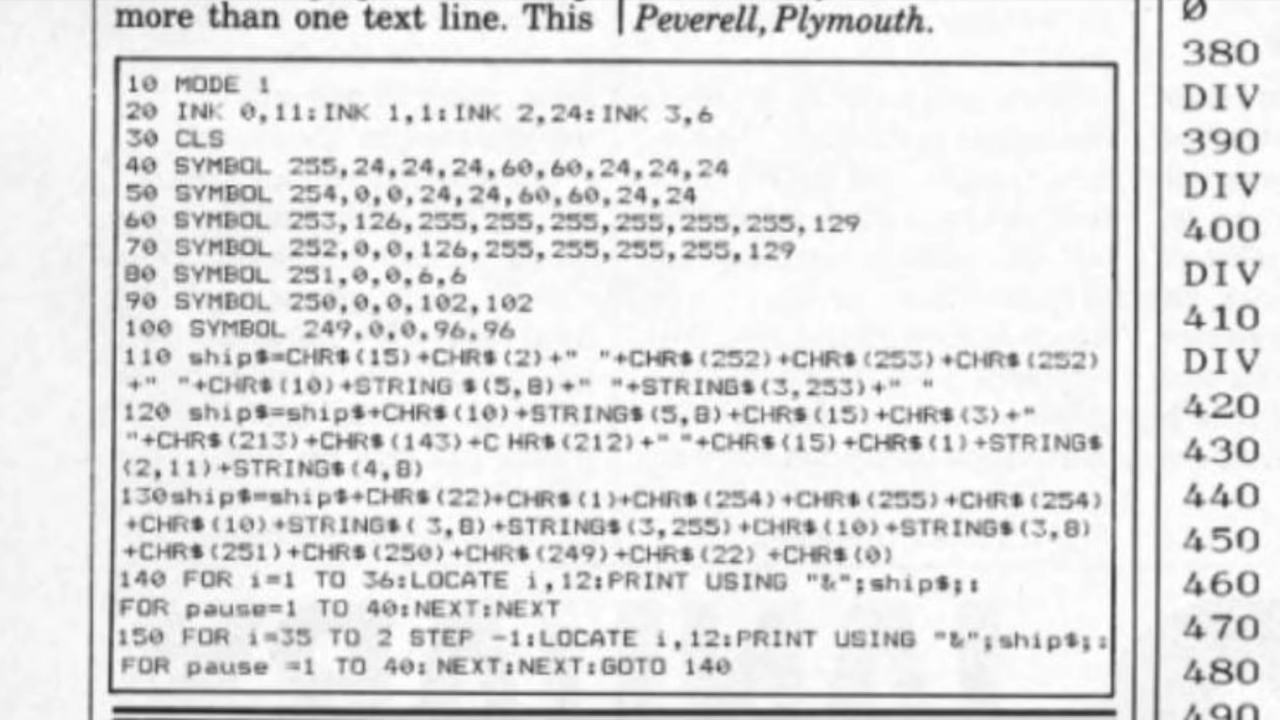 more than one text line. This
Peverell, Plymouth.
10 MODE 1
20 INK 0,11:INK 1,1:INK 2,24:INK 3,6
30 CLS
40 SYMBOL 255,24,24,24,60,60,24,24,24
50 SYMBOL 254,0,0,24,24,60,60,24,24
60 SYMBOL 253,126,255,255,255,255,255,255,129
70 SYMBOL 252,0,0,126,255,255,255,255,129
80 SYMBOL 251,0,0,6,6
90 SYMBOL 250,0,0,102,102
100 SYMBOL 249,0,0,96,96
110 ship$=CHR$(15)+CHR$(2)+" "+CHR$(252)+CHR$(253)+CHR$(252)
+" "+CHR$(10)+STRING $(5,8)+" "+STRING$(3,253)+" "
120 ship$=ship$+CHR$(10)+STRING$(5,8)+CHR$(15)+CHR$(3)+"
"+CHR$(213)+CHR$(143)+C HR$(212)+" "+CHR$(15)+CHR$(1)+STRING$
(2,11)+STRING$(4,8)
130ship$=ship$+CHR$(22)+CHR$(1)+CHR$(254)+CHR$(255)+CHR$(254)
+CHR$(10)+STRING$( 3,8)+STRING$(3,255)+CHR$(10)+STRING$(3,8)
+CHR$(251)+CHR$(250)+CHR$(249)+CHR$(22) +CHR$(0)
140 FOR i=1 TO 36:LOCATE i,12:PRINT USING "&";ship$;:
FOR pause=1 TO 40:NEXT:NEXT
150 FOR i=35 TO 2 STEP -1:LOCATE i,12:PRINT USING "&";ship$;:
FOR pause =1 TO 40: NEXT:NEXT:GOTO 140
0
380
DIV
390
DIV
400
DIV
410
DIV
420
430
440
450
460
470
480
490